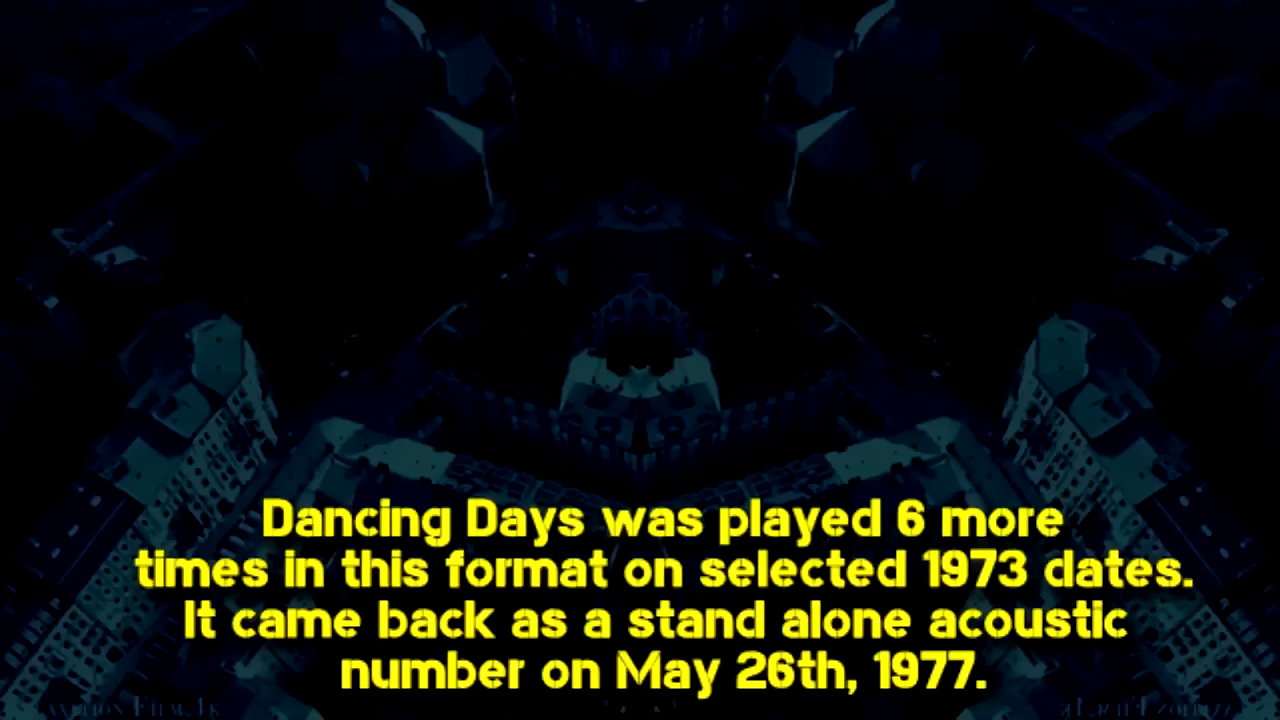 Dancing Days was played 6 more
times in this format on selected 1973 dates.
It came back as a stand alone acoustic
number on May 26th, 1977.